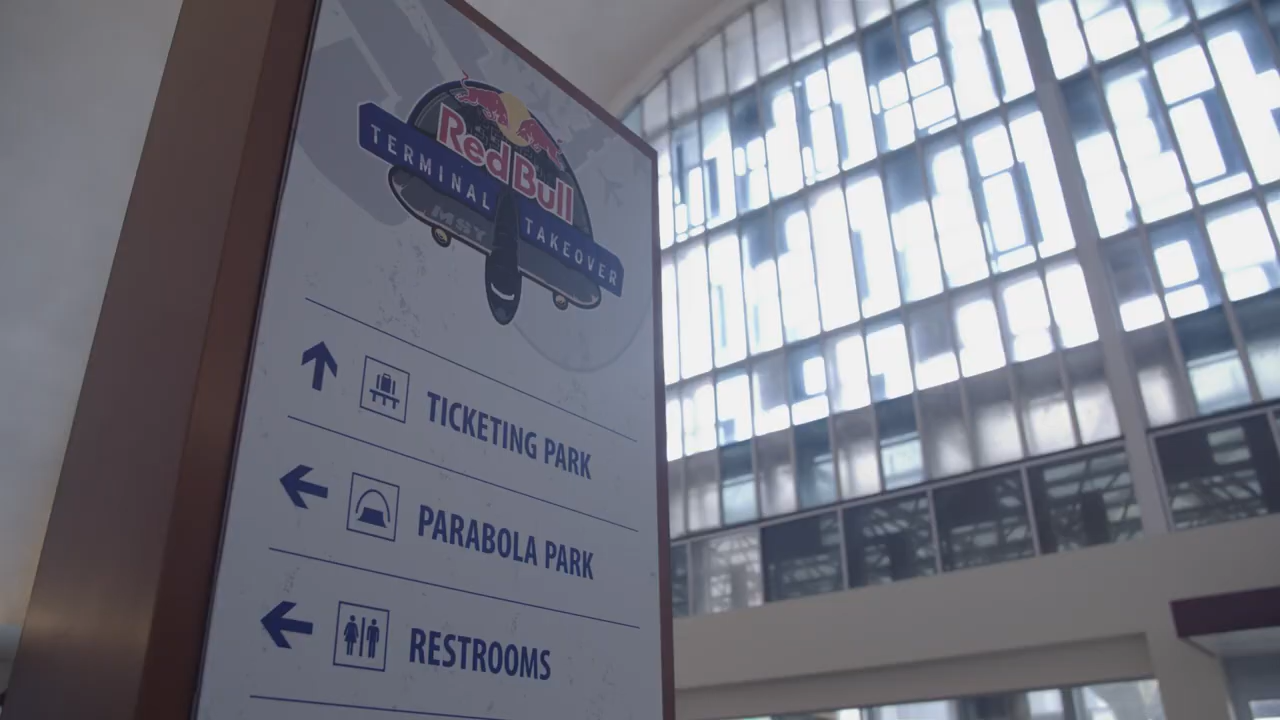 Red Bull
TERMINAL TAKEOVER
MSY
TICKETING PARK
PARABOLA PARK
RESTROOMS